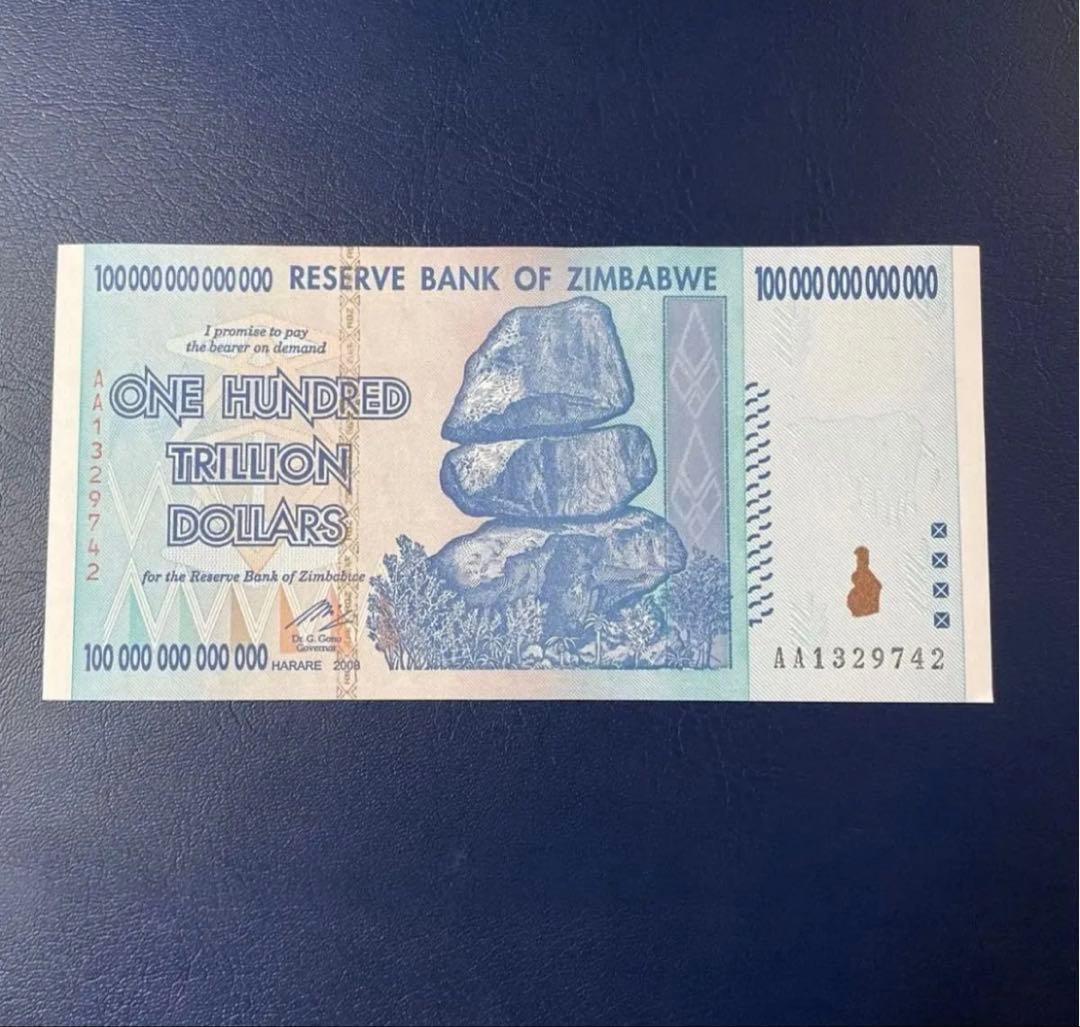 100 000 000 000 000 RESERVE BANK OF ZIMBABWE 100 000 000 000 000
I promise to pay
the bearer on demand
ONE HUNDRED
TRILLION
DOLLARS
AA1329742
for the Reserve Bank of Zimbabwe
Dr. G. Gono
Governor
100 000 000 000 000 HARARE 2008
AA1329742